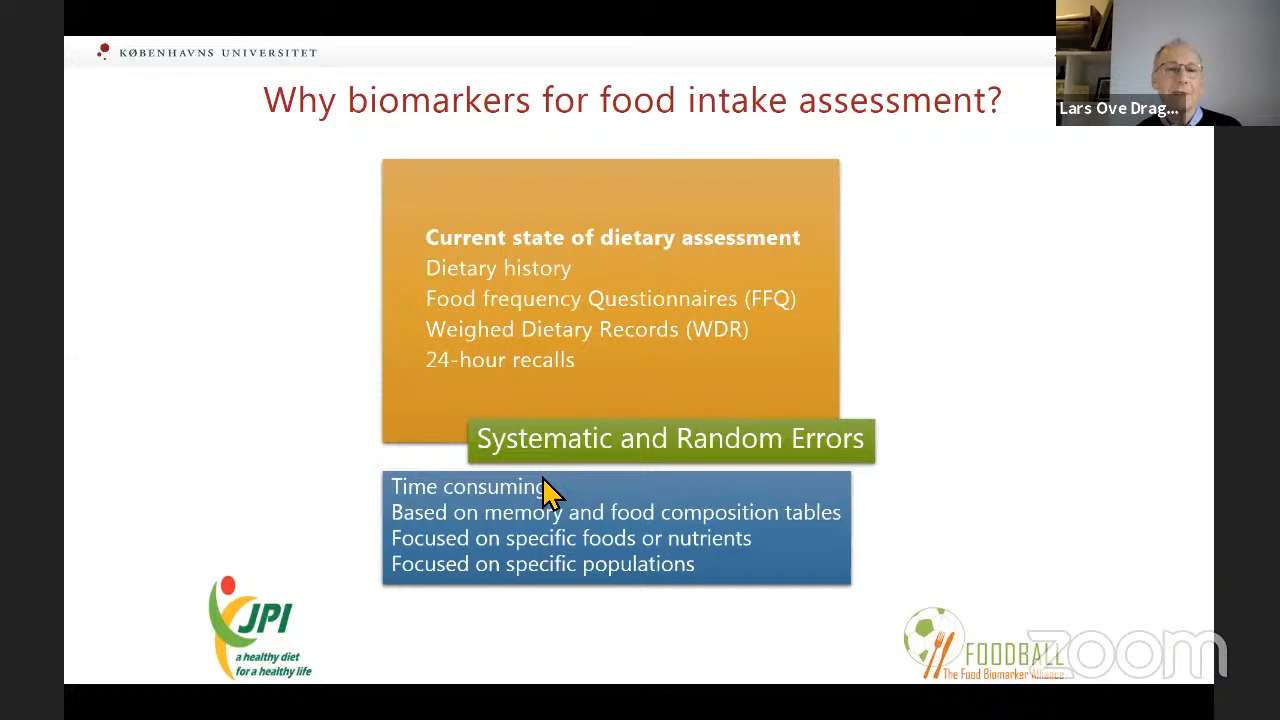 KØBENHAVNS UNIVERSITET
Why biomarkers for food intake assessment?
Lars Ove Drag...
Current state of dietary assessment
Dietary history
Food frequency Questionnaires (FFQ)
Weighed Dietary Records (WDR)
24-hour recalls
Systematic and Random Errors
Time consuming
Based on memory and food composition tables
Focused on specific foods or nutrients
Focused on specific populations
JPI
a healthy diet
for a healthy life
FOODBALL
The Food Biomarker Alliance
zoom